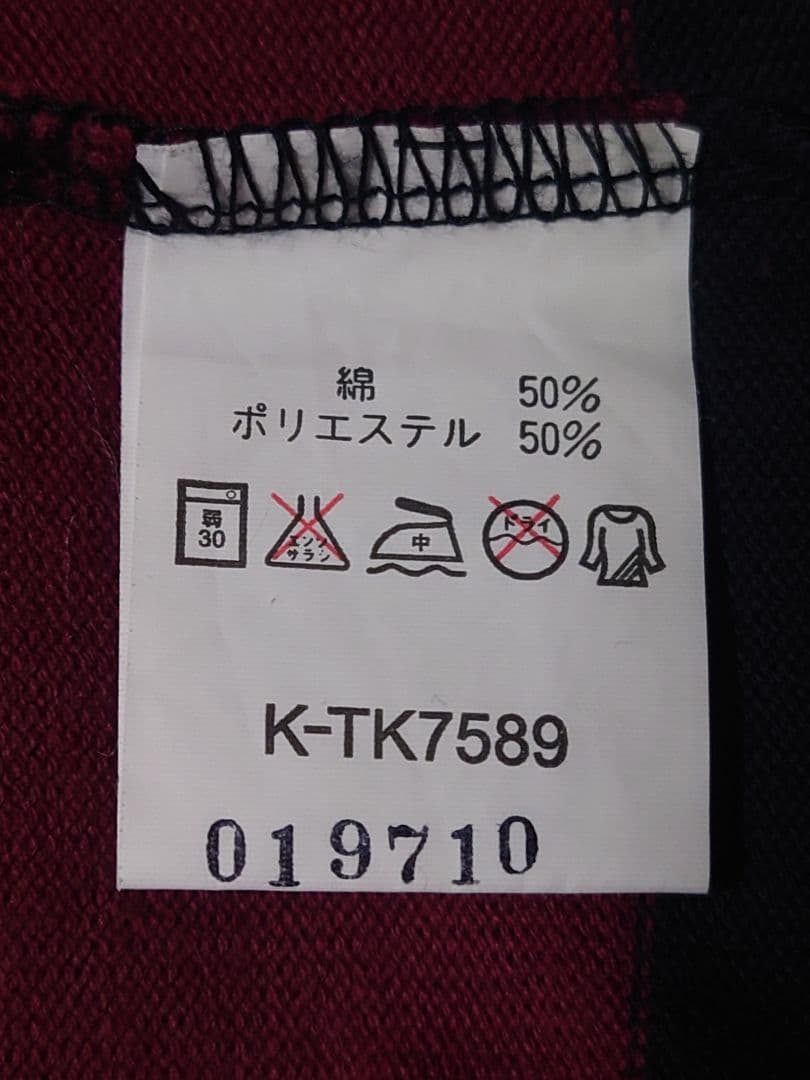 綿 50%
ポリエステル 50%
弱
30
エンソ
サラシ
中
ドライ
K-TK7589
019710